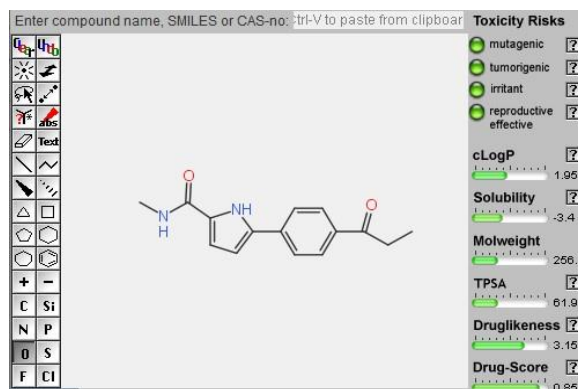 Enter compound name, SMILES or CAS-no: ctrl-V to paste from clipboar
Toxicity Risks
mutagenic ?
tumorigenic ?
irritant ?
reproductive ?
effective
cLogP ?
1.95
Solubility ?
-3.4
Molweight ?
256.
TPSA ?
61.9
Druglikeness ?
3.15
Drug-Score ?
0.85
abs
Text
+ −
C Si
N P
O S
F Cl
O
N
H
NH
O